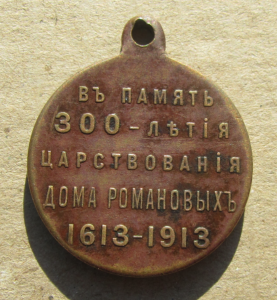 ВЪ ПАМЯТЬ
300-ЛѢТІЯ
ЦАРСТВОВАНІЯ
ДОМА РОМАНОВЫХЪ
1613-1913